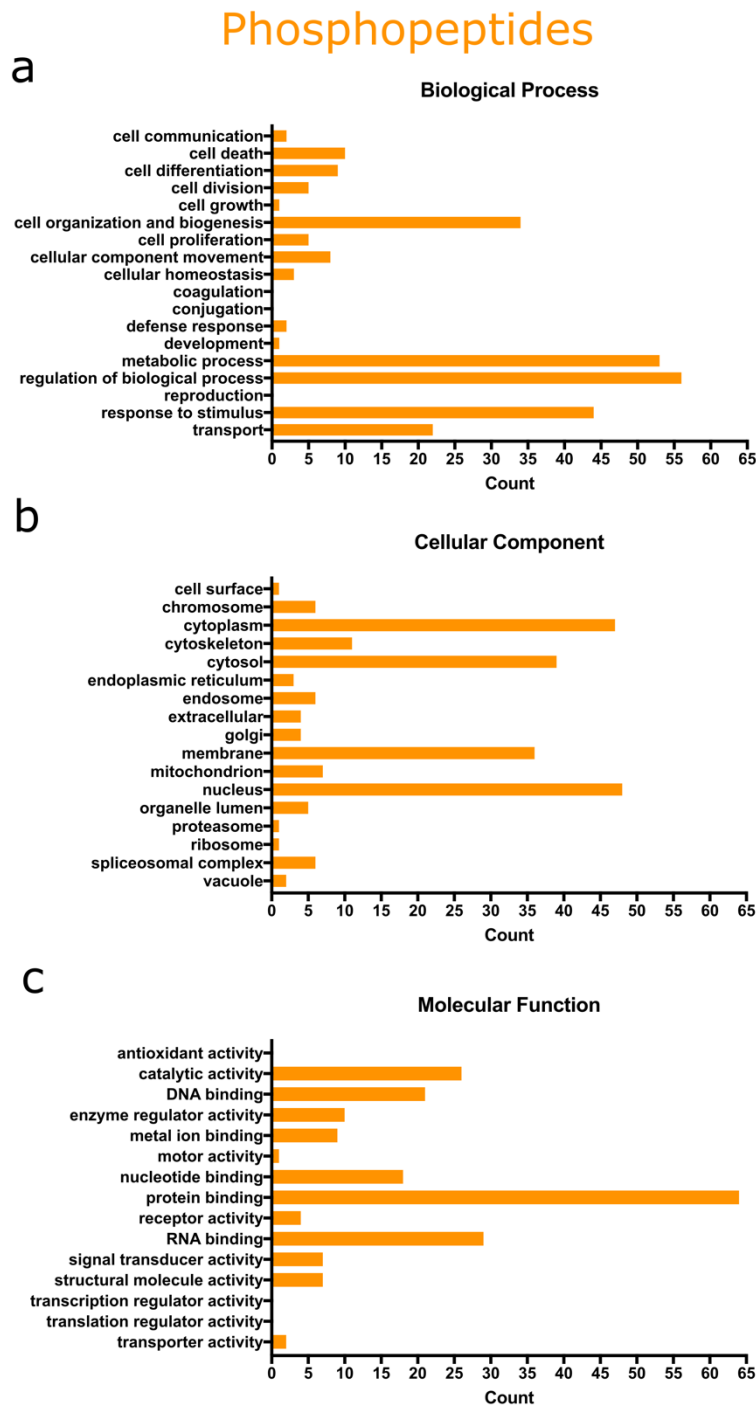 Phosphopeptides
a
Biological Process
cell communication
cell death
cell differentiation
cell division
cell growth
cell organization and biogenesis
cell proliferation
cellular component movement
cellular homeostasis
coagulation
conjugation
defense response
development
metabolic process
regulation of biological process
reproduction
response to stimulus
transport
0 5 10 15 20 25 30 35 40 45 50 55 60 65
Count
b
Cellular Component
cell surface
chromosome
cytoplasm
cytoskeleton
cytosol
endoplasmic reticulum
endosome
extracellular
golgi
membrane
mitochondrion
nucleus
organelle lumen
proteasome
ribosome
spliceosomal complex
vacuole
0 5 10 15 20 25 30 35 40 45 50 55 60 65
Count
c
Molecular Function
antioxidant activity
catalytic activity
DNA binding
enzyme regulator activity
metal ion binding
motor activity
nucleotide binding
protein binding
receptor activity
RNA binding
signal transducer activity
structural molecule activity
transcription regulator activity
translation regulator activity
transporter activity
0 5 10 15 20 25 30 35 40 45 50 55 60 65
Count